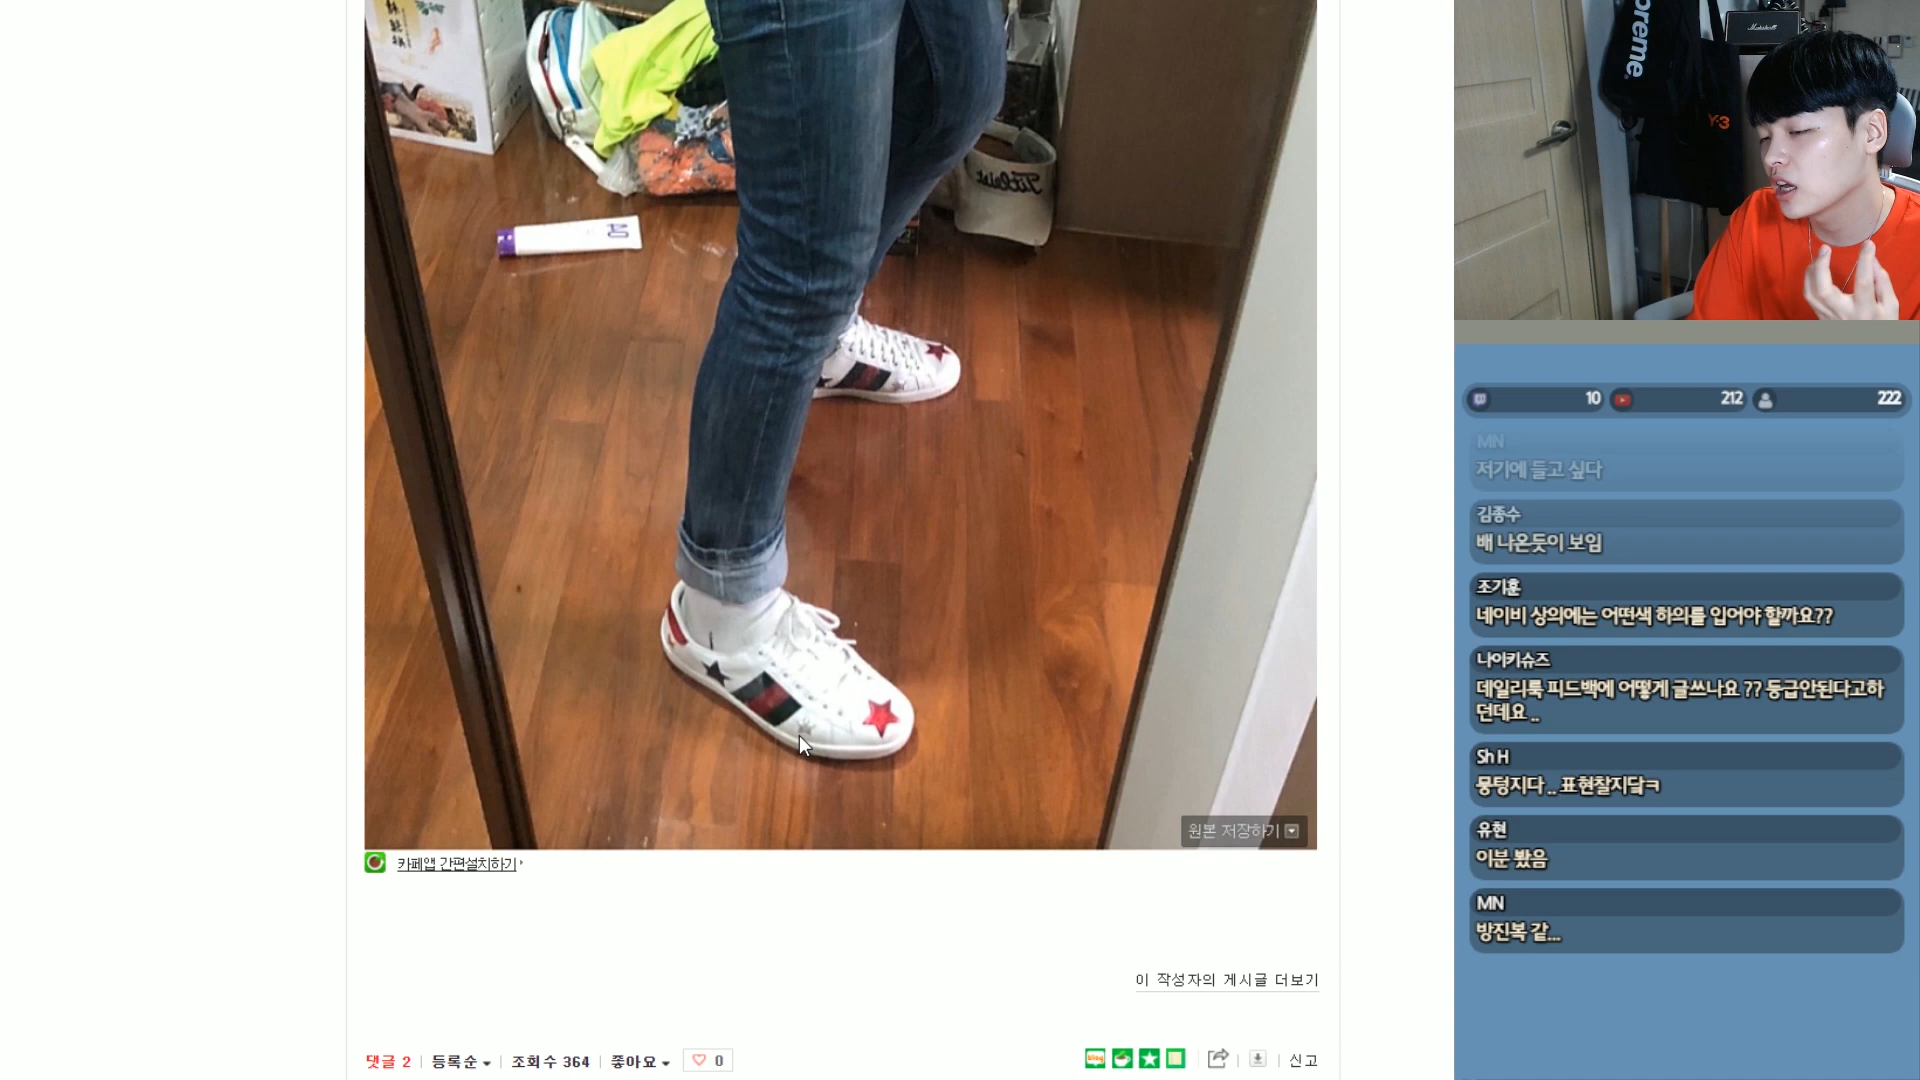 preme
Marshall
Y-3
Titleist
AO
원본 저장하기
카페앱 간편설치하기
이 작성자의 게시글 더보기
댓글 2
등록순
조회수 364
좋아요
0
blog
신고
10
212
222
MN
저기에 들고 싶다
김종수
배 나온듯이 보임
조기훈
네이비 상의에는 어떤색 하의를 입어야 할까요??
나이키슈즈
데일리룩 피드백에 어떻게 글쓰나요 ?? 등급안된다고하
던데요 ..
Sh H
뭉텅지다 .. 표현찰지닼ㅋ
유현
이분 봤음
MN
방진복 같...